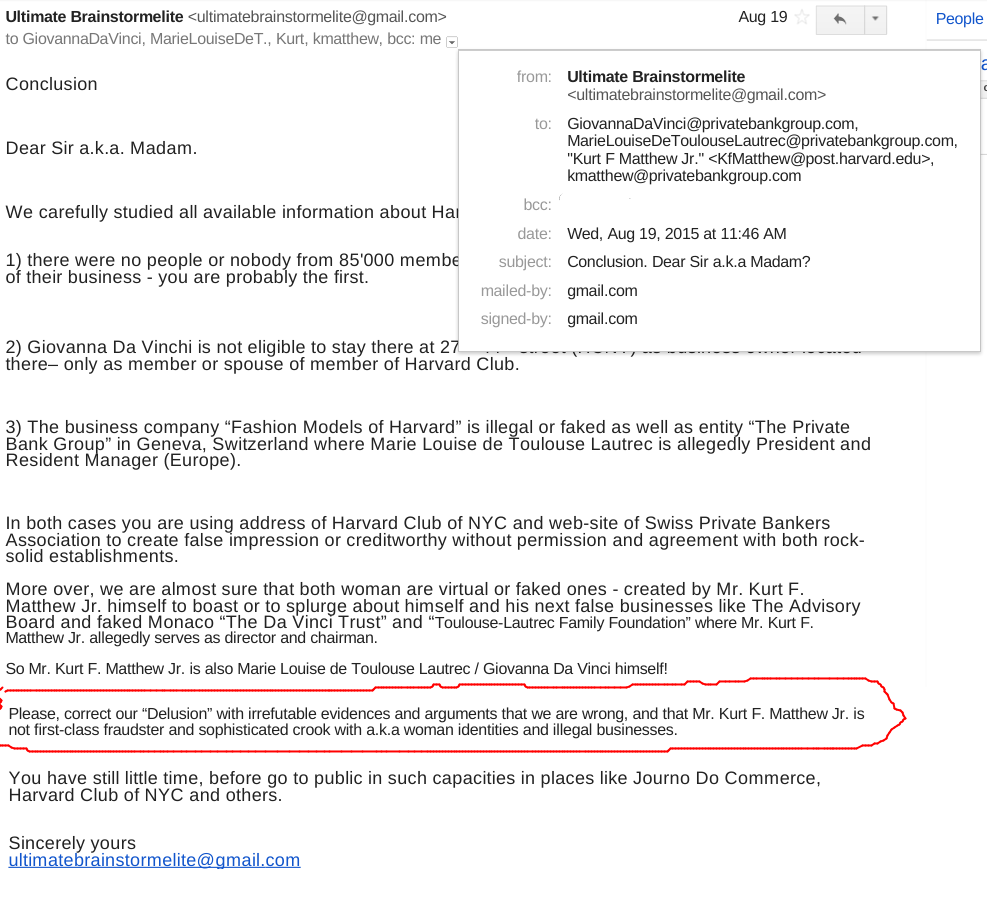 Ultimate Brainstormelite <ultimatebrainstormelite@gmail.com>
Aug 19
People
to GiovannaDaVinci, MarieLouiseDeT., Kurt, kmatthew, bcc: me
from: Ultimate Brainstormelite
<ultimatebrainstormelite@gmail.com>
to: GiovannaDaVinci@privatebankgroup.com,
MarieLouiseDeToulouseLautrec@privatebankgroup.com,
"Kurt F Matthew Jr." <KfMatthew@post.harvard.edu>,
kmatthew@privatebankgroup.com
bcc:
date: Wed, Aug 19, 2015 at 11:46 AM
subject: Conclusion. Dear Sir a.k.a Madam?
mailed-by: gmail.com
signed-by: gmail.com
Conclusion
Dear Sir a.k.a. Madam.
We carefully studied all available information about
1) there were no people or nobody from 85'000
of their business - you are probably the first.
2) Giovanna Da Vinchi is not eligible to stay there at as business owner located
there– only as member or spouse of member of Harvard Club.
3) The business company “Fashion Models of Harvard” is illegal or faked as well as entity “The Private
Bank Group” in Geneva, Switzerland where Marie Louise de Toulouse Lautrec is allegedly President and
Resident Manager (Europe).
In both cases you are using address of Harvard Club of NYC and web-site of Swiss Private Bankers
Association to create false impression or creditworthy without permission and agreement with both rock-
solid establishments.
More over, we are almost sure that both woman are virtual or faked ones - created by Mr. Kurt F.
Matthew Jr. himself to boast or to splurge about himself and his next false businesses like The Advisory
Board and faked Monaco “The Da Vinci Trust” and “Toulouse-Lautrec Family Foundation” where Mr. Kurt F.
Matthew Jr. allegedly serves as director and chairman.
So Mr. Kurt F. Matthew Jr. is also Marie Louise de Toulouse Lautrec / Giovanna Da Vinci himself!
Please, correct our “Delusion” with irrefutable evidences and arguments that we are wrong, and that Mr. Kurt F. Matthew Jr. is
not first-class fraudster and sophisticated crook with a.k.a woman identities and illegal businesses.
You have still little time, before go to public in such capacities in places like Journo Do Commerce,
Harvard Club of NYC and others.
Sincerely yours
ultimatebrainstormelite@gmail.com